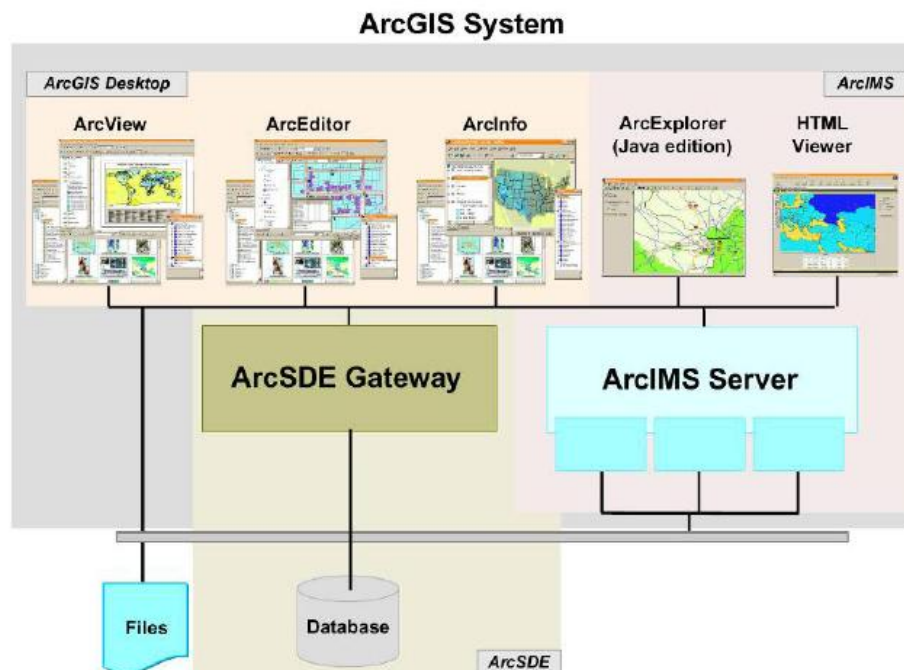 ArcGIS System
ArcGIS Desktop
ArcIMS
ArcView
ArcEditor
ArcInfo
ArcExplorer
(Java edition)
HTML
Viewer
ArcSDE Gateway
ArcIMS Server
Files
Database
ArcSDE